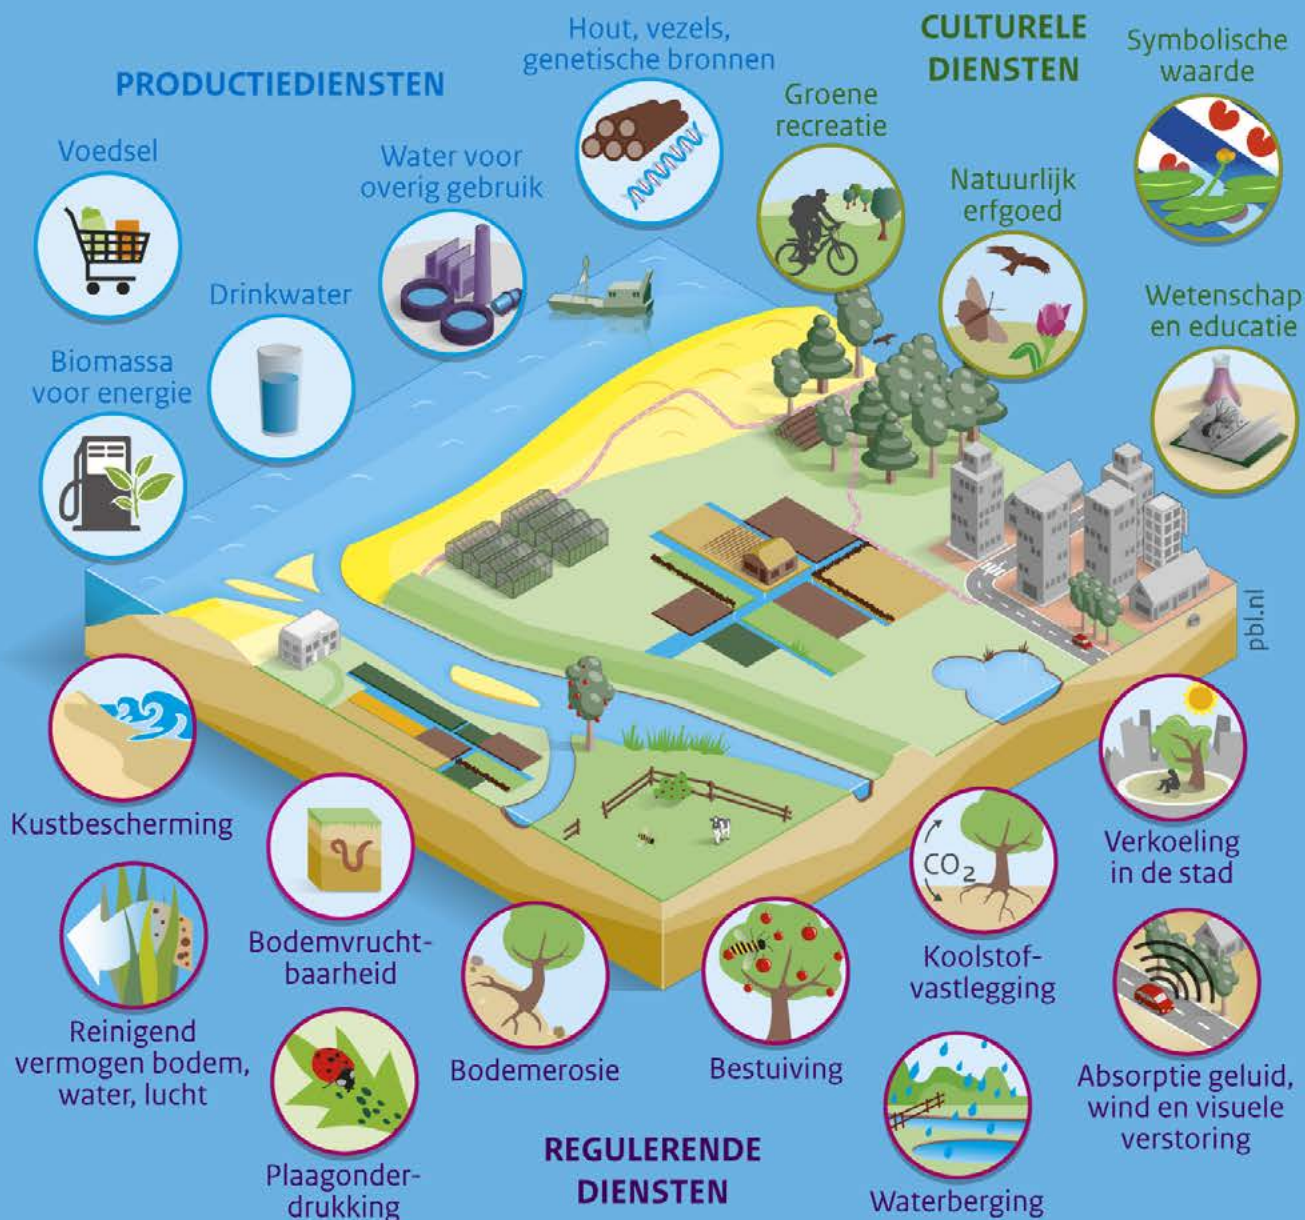 PRODUCTIEDIENSTEN
Voedsel
Drinkwater
Biomassa
voor energie
Water voor
overig gebruik
Hout, vezels,
genetische bronnen
CULTURELE
DIENSTEN
Groene
recreatie
Natuurlijk
erfgoed
Symbolische
waarde
Wetenschap
en educatie
pbl.nl
Kustbescherming
Reinigend
vermogen bodem,
water, lucht
Bodemvrucht-
baarheid
Plaagonder-
drukking
Bodemerosie
Bestuiving
CO₂
Koolstof-
vastlegging
Waterberging
Verkoeling
in de stad
Absorptie geluid,
wind en visuele
verstoring
REGULERENDE
DIENSTEN